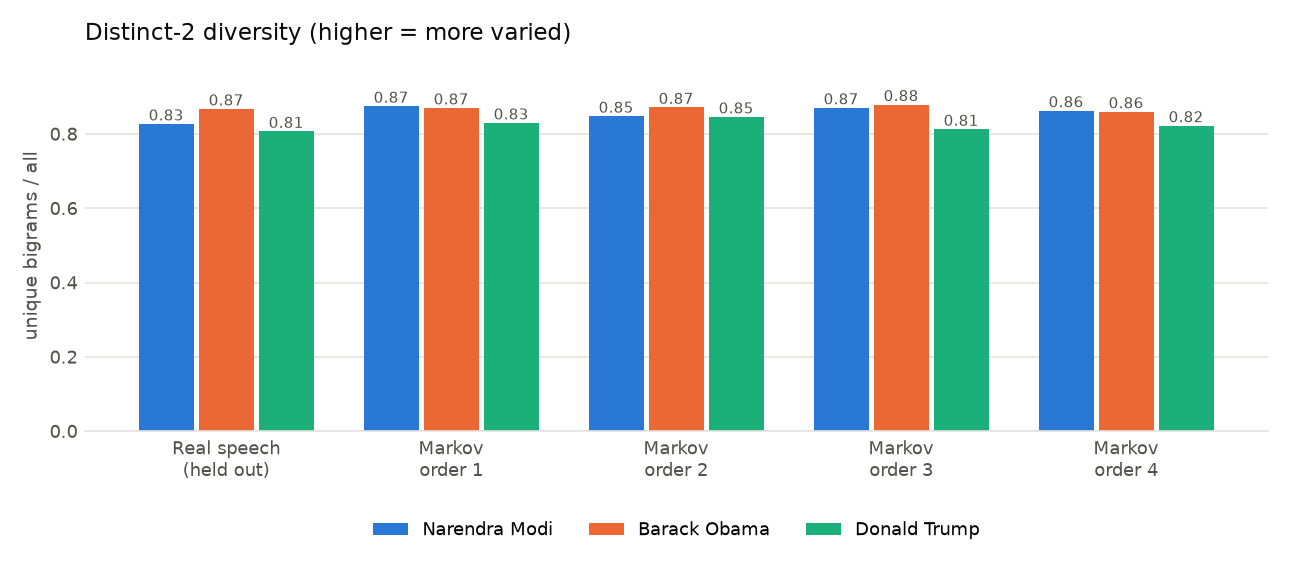 Distinct-2 diversity (higher = more varied)
unique bigrams / all
0.8
0.6
0.4
0.2
0.0
0.83
0.87
0.81
0.87
0.87
0.83
0.85
0.87
0.85
0.87
0.88
0.81
0.86
0.86
0.82
Real speech
(held out)
Markov
order 1
Markov
order 2
Markov
order 3
Markov
order 4
Narendra Modi
Barack Obama
Donald Trump